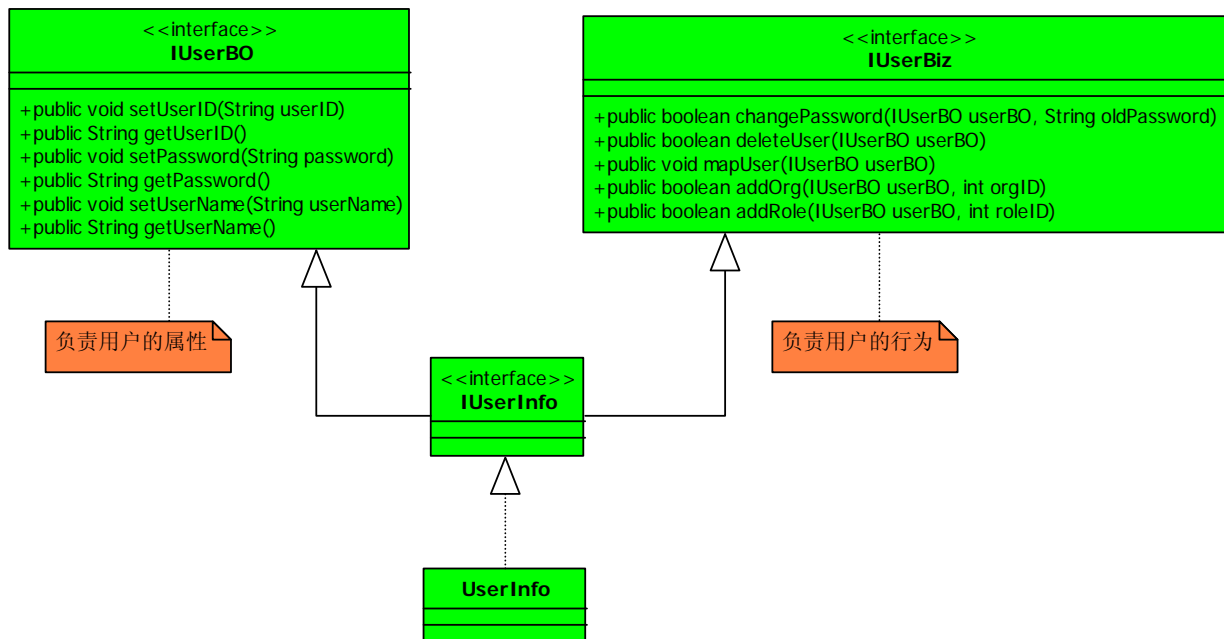 <<interface>>
IUserBO
+public void setUserID(String userID)
+public String getUserID()
+public void setPassword(String password)
+public String getPassword()
+public void setUserName(String userName)
+public String getUserName()
<<interface>>
IUserBiz
+public boolean changePassword(IUserBO userBO, String oldPassword)
+public boolean deleteUser(IUserBO userBO)
+public void mapUser(IUserBO userBO)
+public boolean addOrg(IUserBO userBO, int orgID)
+public boolean addRole(IUserBO userBO, int roleID)
负责用户的属性
负责用户的行为
<<interface>>
IUserInfo
UserInfo